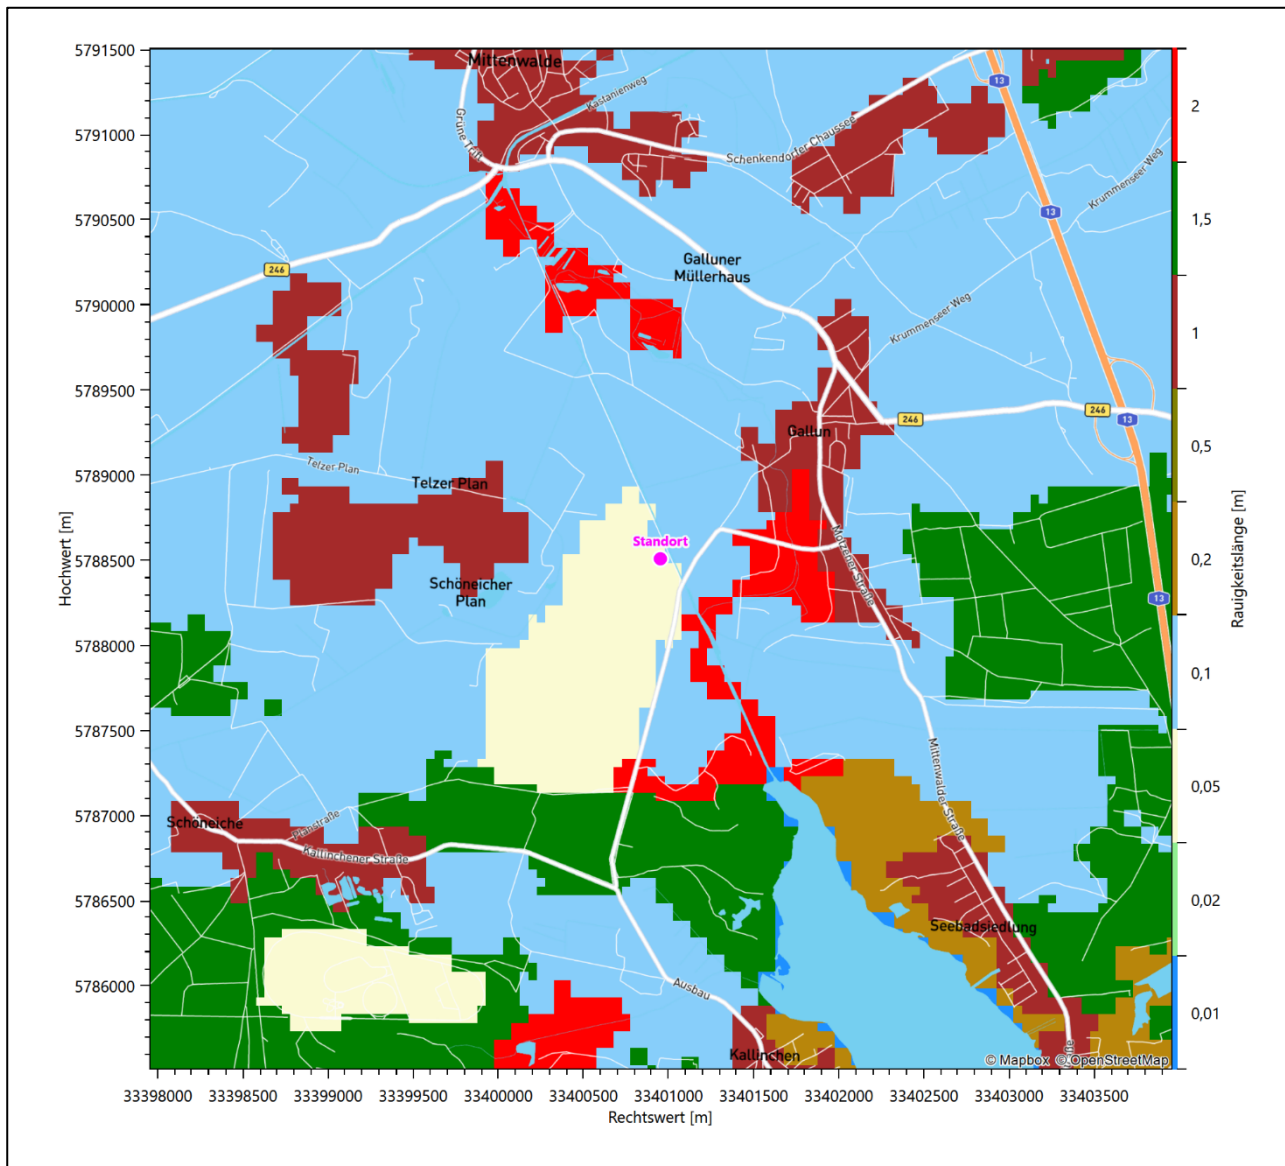 5791500
5791000
5790500
5790000
5789500
5789000
5788500
5788000
5787500
5787000
5786500
5786000
Hochwert [m]
33398000
33398500
33399000
33399500
33400000
33400500
33401000
33401500
33402000
33402500
33403000
33403500
Rechtswert [m]
Mittenwalde
Kastanienweg
Grüne Trift
Schenkendorfer Chaussee
13
Krummenseer Weg
13
246
Galluner
Müllerhaus
Krummenseer Weg
246
246
13
Gallun
Telzer Plan
Telzer Plan
Standort
Motzener Straße
Schöneicher
Plan
13
Mittenwalder Straße
Schöneiche
Planstraße
Kallinchener Straße
Seebadsiedlung
Ausbau
Kallinchen
© Mapbox © OpenStreetMap
2
1,5
1
0,5
0,2
0,1
0,05
0,02
0,01
Rauigkeitslänge [m]